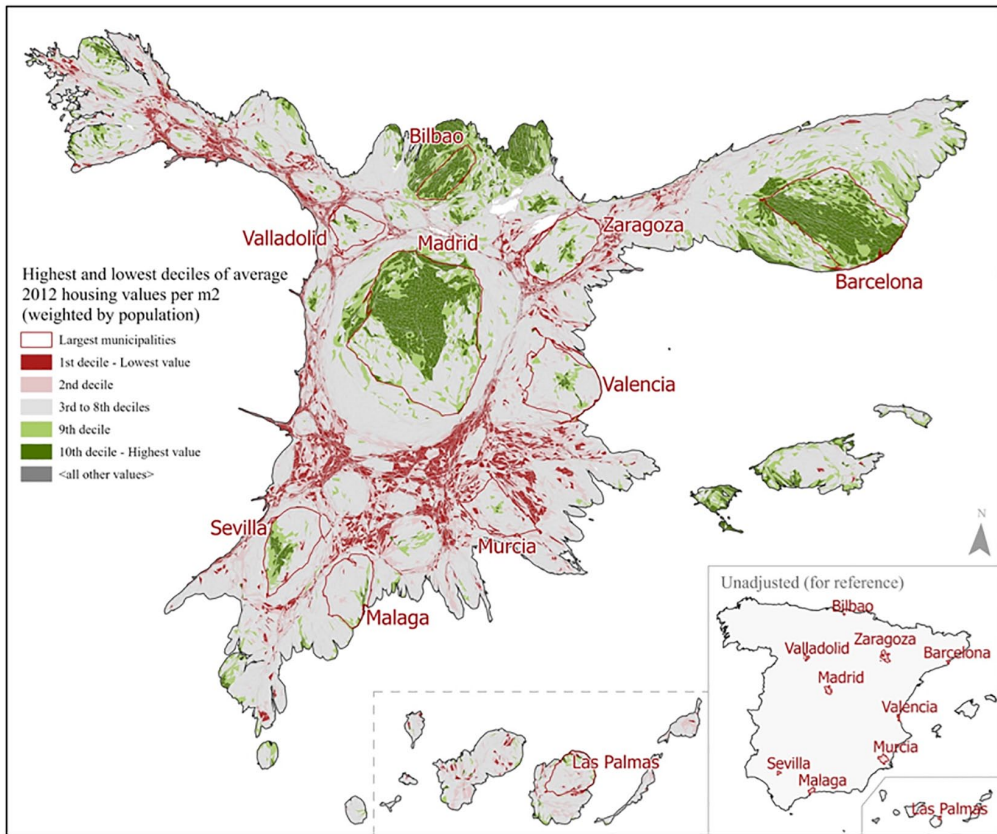 Bilbao
Valladolid
Madrid
Zaragoza
Barcelona
Highest and lowest deciles of average
2012 housing values per m2
(weighted by population)
Largest municipalities
1st decile - Lowest value
2nd decile
3rd to 8th deciles
9th decile
10th decile - Highest value
<all other values>
Valencia
Sevilla
Murcia
Malaga
Las Palmas
N
Unadjusted (for reference)
Bilbao
Valladolid
Zaragoza
Barcelona
Madrid
Valencia
Murcia
Sevilla
Malaga
Las Palmas